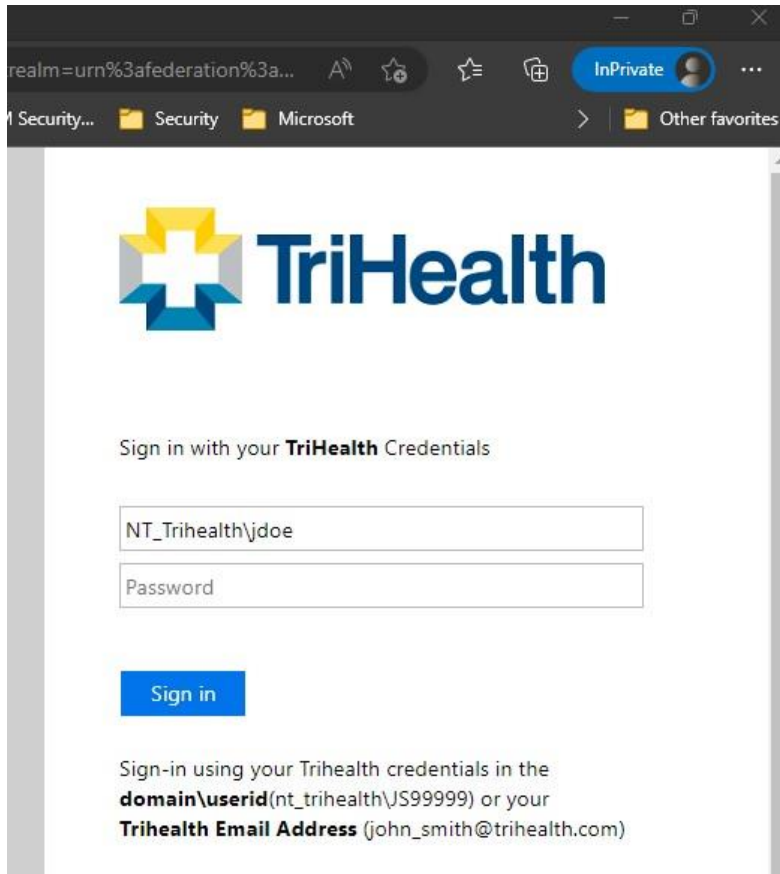 realm=urn%3afederation%3a...
InPrivate
M Security...
Security
Microsoft
Other favorites
TriHealth
Sign in with your TriHealth Credentials
NT_Trihealth\jdoe
Password
Sign in
Sign-in using your Trihealth credentials in the
domain\userid(nt_trihealth\JS99999) or your
Trihealth Email Address (john_smith@trihealth.com)